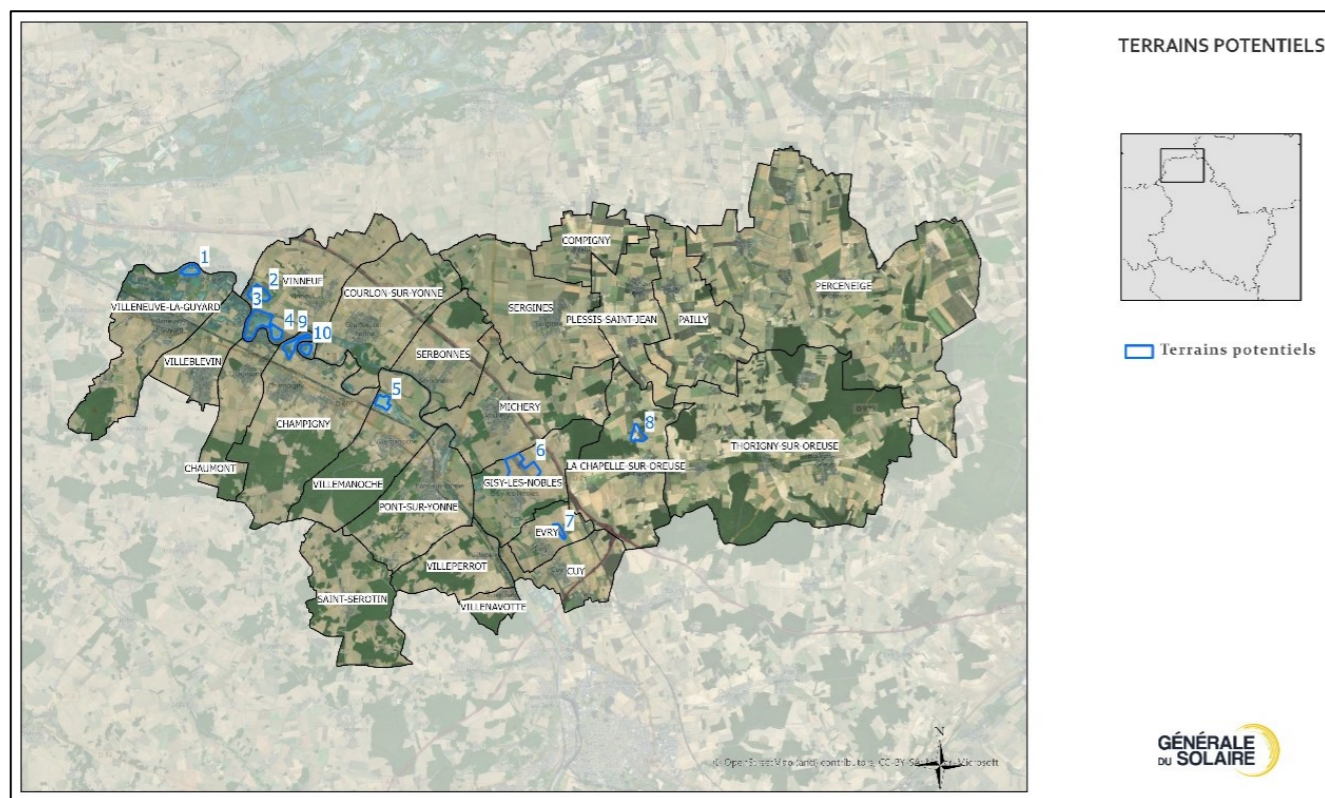 TERRAINS POTENTIELS
1
2
VINNEUF
COMPIGNY
VILLENEUVE-LA-GUYARD
3
COURLON-SUR-YONNE
PERCENEIGE
SERGINES
PLESSIS-SAINT-JEAN
PAILLY
4
9
10
VILLEBLEVIN
SERBONNES
5
MICHERY
CHAMPIGNY
8
THORIGNY-SUR-OREUSE
6
CHAUMONT
LA CHAPELLE-SUR-OREUSE
VILLEMANOCHE
GISY-LES-NOBLES
PONT-SUR-YONNE
7
EVRY
VILLEPERROT
CUY
SAINT-SEROTIN
VILLENAVOTTE
Terrains potentiels
N
GÉNÉRALE
DU SOLAIRE